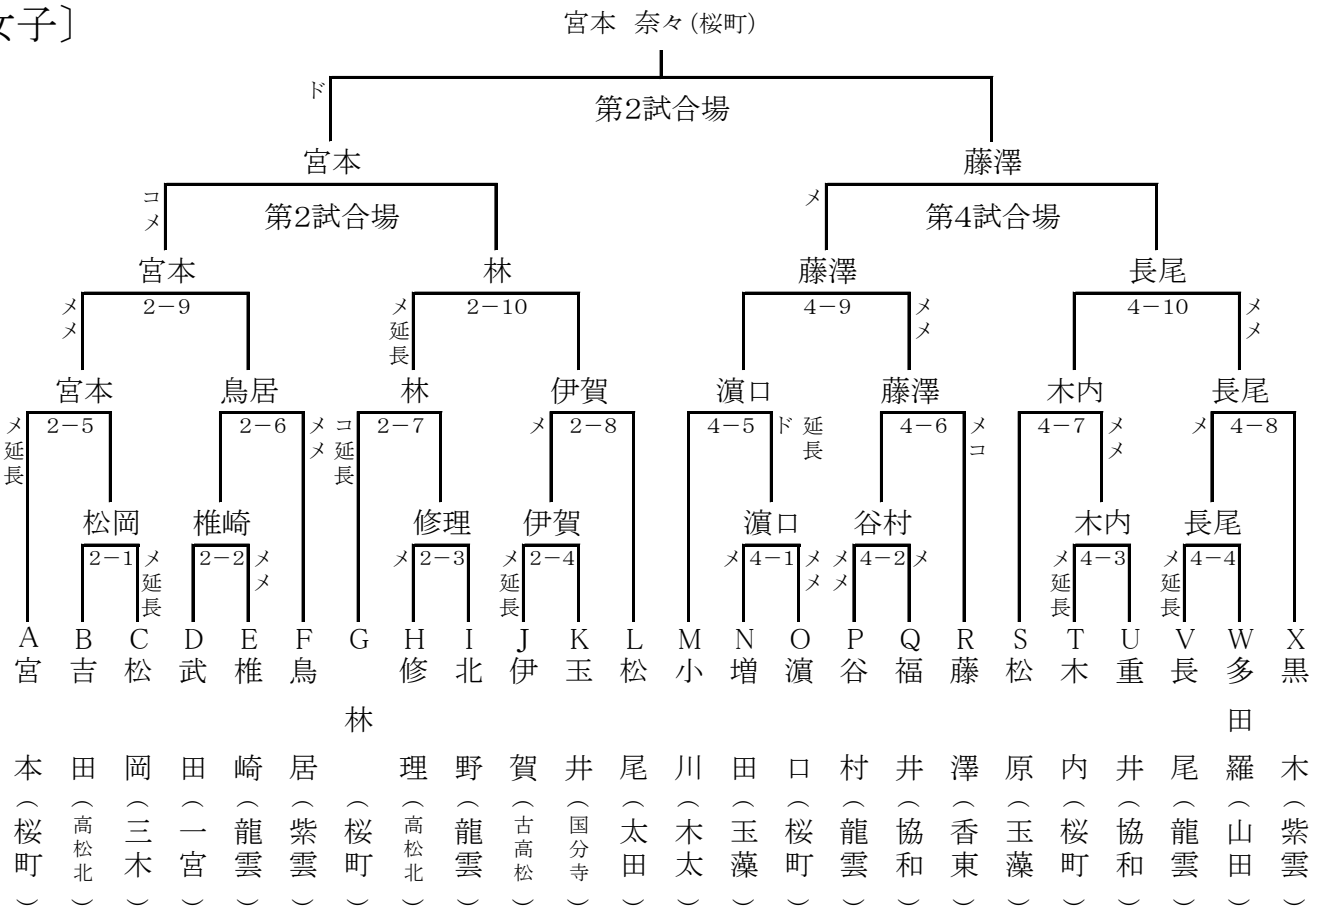 女子〕
宮本 奈々(桜町)
ド
第2試合場
宮本 藤澤
コメ 第2試合場 メ 第4試合場
宮本 林 藤澤 長尾
メメ 2-9 メ延長 2-10 4-9 メメ 4-10 メメ
宮本 鳥居 林 伊賀 濵口 藤澤 木内 長尾
メ延長 2-5 2-6 メメ コ延長 2-7 メ 2-8 4-5 ド 延長 4-6 メコ 4-7 メメ メ 4-8
松岡 椎崎 修理 伊賀 濵口 谷村 木内 長尾
2-1 メ延長 2-2 メメ メ 2-3 メ延長 2-4 メ 4-1 メメ メメ 4-2 メ メ延長 4-3 メ延長 4-4
A B C D E F G H I J K L M N O P Q R S T U V W X
宮本(桜町)
吉田(高松北)
松岡(三木)
武田(一宮)
椎崎(龍雲)
鳥居(紫雲)
林(桜町)
修理(高松北)
北野(龍雲)
伊賀(古高松)
玉井(国分寺)
松尾(太田)
小川(木太)
増田(玉藻)
濵口(桜町)
谷村(龍雲)
福井(協和)
藤澤(香東)
松原(玉藻)
木内(桜町)
重井(協和)
長尾(龍雲)
多田羅(山田)
黒木(紫雲)